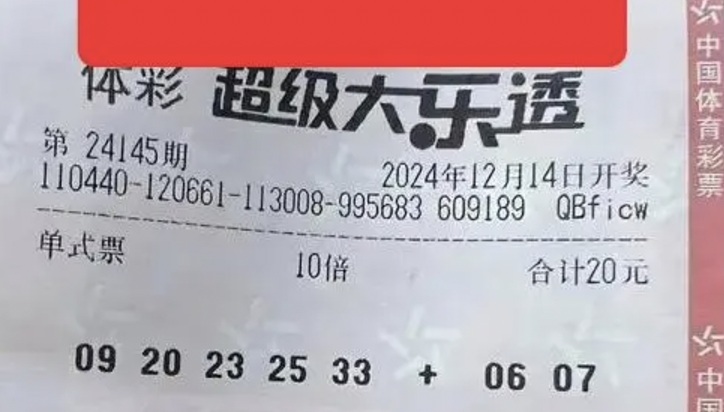 体彩 超级大乐透
第 24145期
2024年12月14日开奖
110440-120661-113008-995683 609189 QBficw
单式票 10倍 合计20元
09 20 23 25 33 + 06 07
中国体育彩票
中